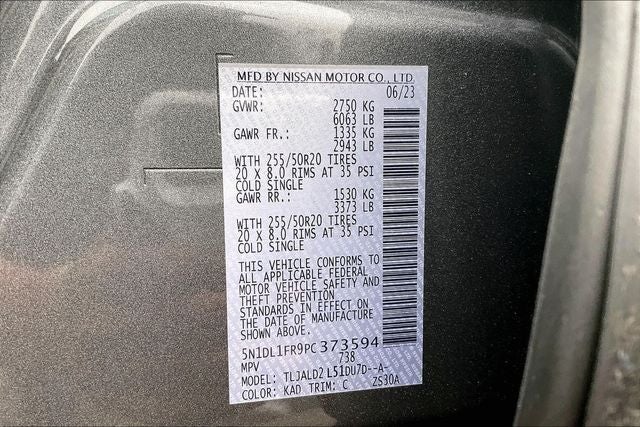 MFD BY NISSAN MOTOR CO., LTD.
DATE: 06/23
GVWR: 2750 KG
6063 LB
GAWR FR.: 1335 KG
2943 LB
WITH 255/50R20 TIRES
20 X 8.0 RIMS AT 35 PSI
COLD SINGLE
GAWR RR.: 1530 KG
3373 LB
WITH 255/50R20 TIRES
20 X 8.0 RIMS AT 35 PSI
COLD SINGLE
THIS VEHICLE CONFORMS TO
ALL APPLICABLE FEDERAL
MOTOR VEHICLE SAFETY AND
THEFT PREVENTION
STANDARDS IN EFFECT ON
THE DATE OF MANUFACTURE
SHOWN ABOVE.
5N1DL1FR9PC373594
MPV 738
MODEL: TLJALD2 L51DU7D--A-
COLOR: KAD TRIM: C ZS30A